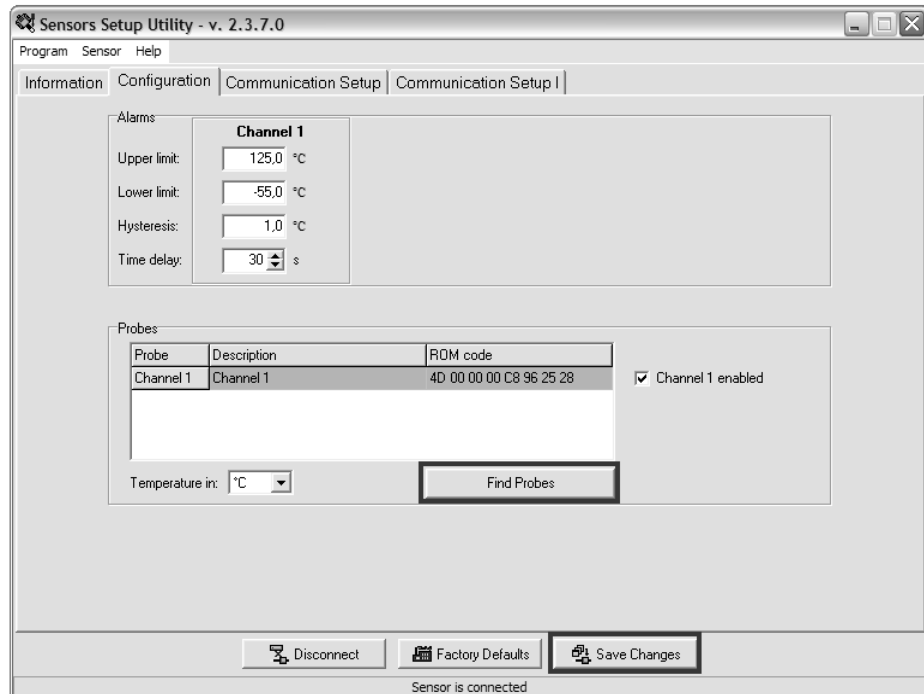 Sensors Setup Utility - v. 2.3.7.0
Program Sensor Help
Information Configuration Communication Setup Communication Setup I
Alarms
Channel 1
Upper limit: 125,0 °C
Lower limit: -55,0 °C
Hysteresis: 1,0 °C
Time delay: 30 s
Probes
Probe Description ROM code
Channel 1 Channel 1 4D 00 00 00 C8 96 25 28 Channel 1 enabled
Temperature in: °C Find Probes
Disconnect Factory Defaults Save Changes
Sensor is connected